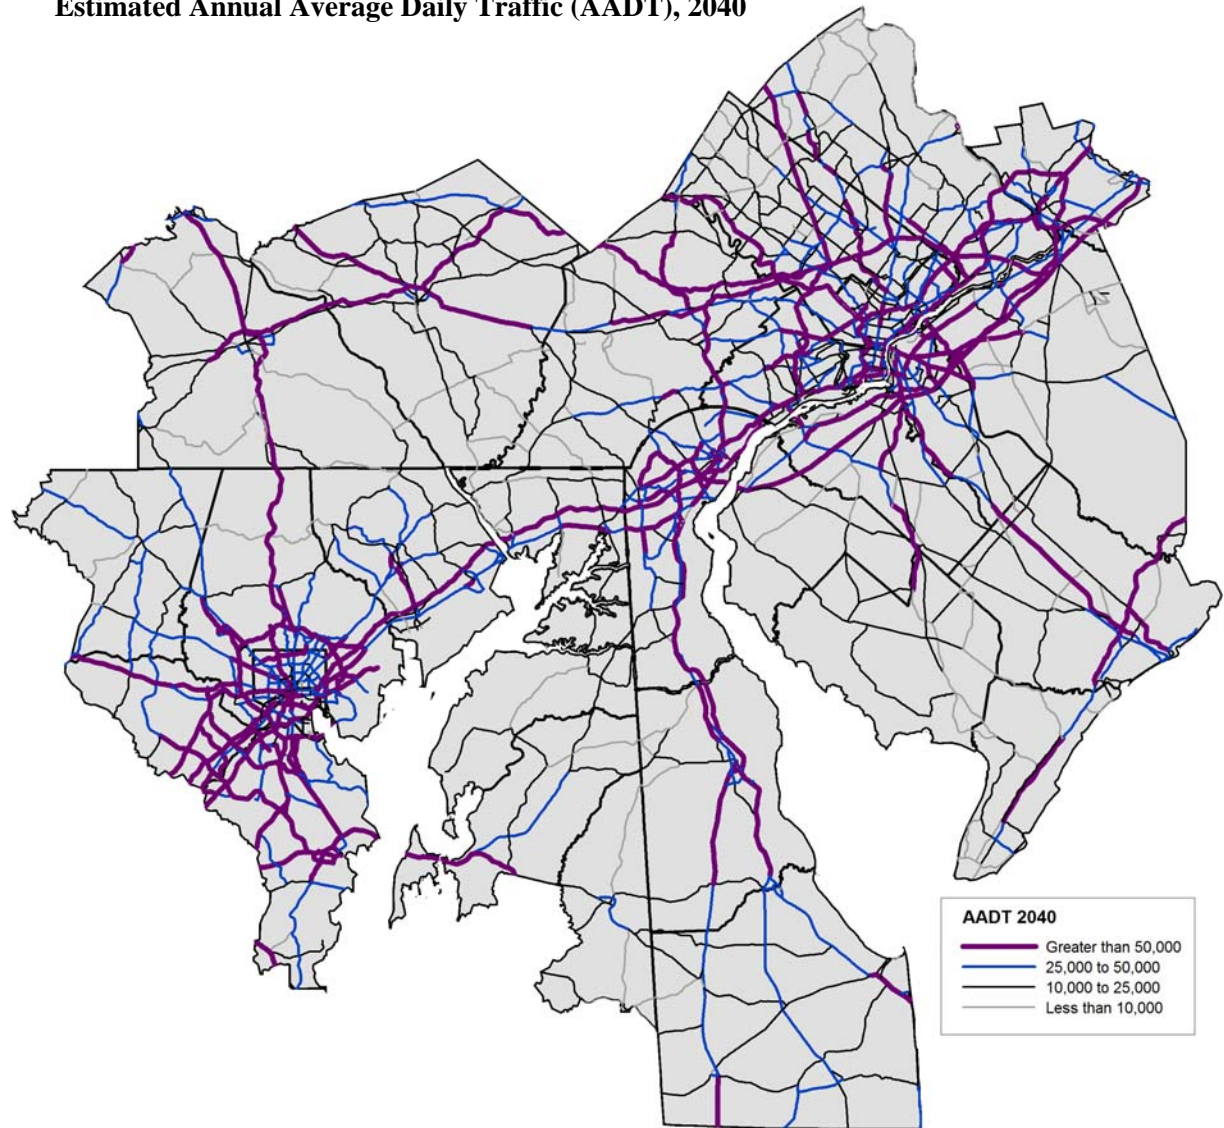 Estimated Annual Average Daily Traffic (AADT), 2040
AADT 2040
Greater than 50,000
25,000 to 50,000
10,000 to 25,000
Less than 10,000